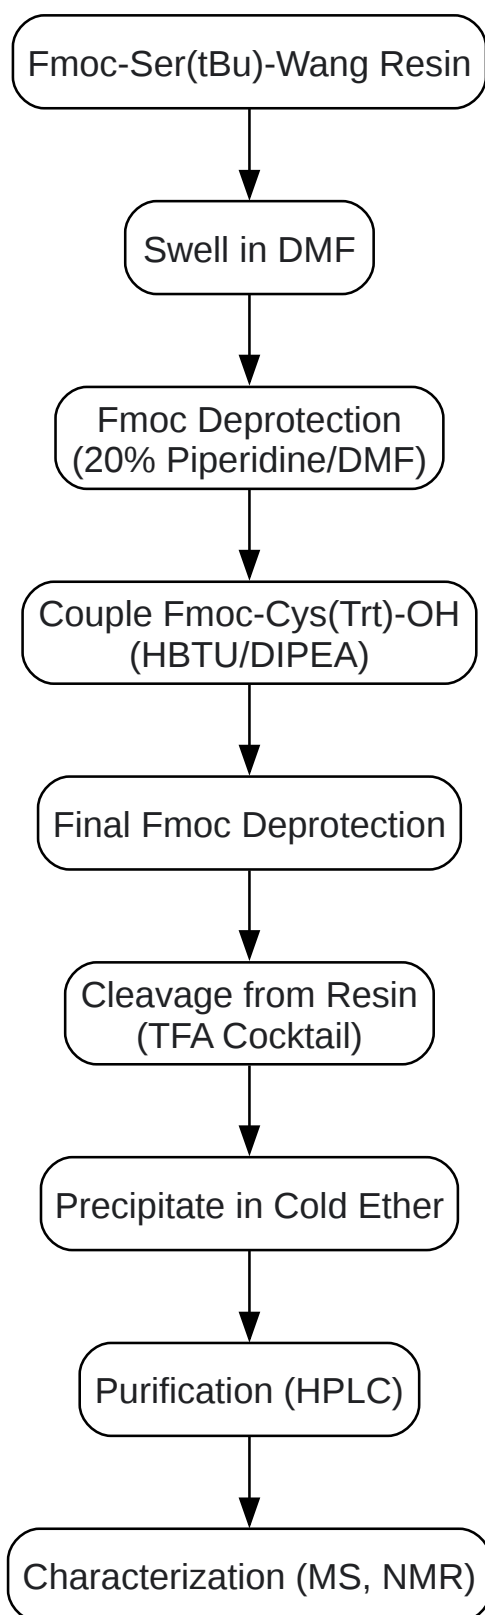 Fmoc-Ser(tBu)-Wang Resin
Swell in DMF
Fmoc Deprotection
(20% Piperidine/DMF)
Couple Fmoc-Cys(Trt)-OH
(HBTU/DIPEA)
Final Fmoc Deprotection
Cleavage from Resin
(TFA Cocktail)
Precipitate in Cold Ether
Purification (HPLC)
Characterization (MS, NMR)